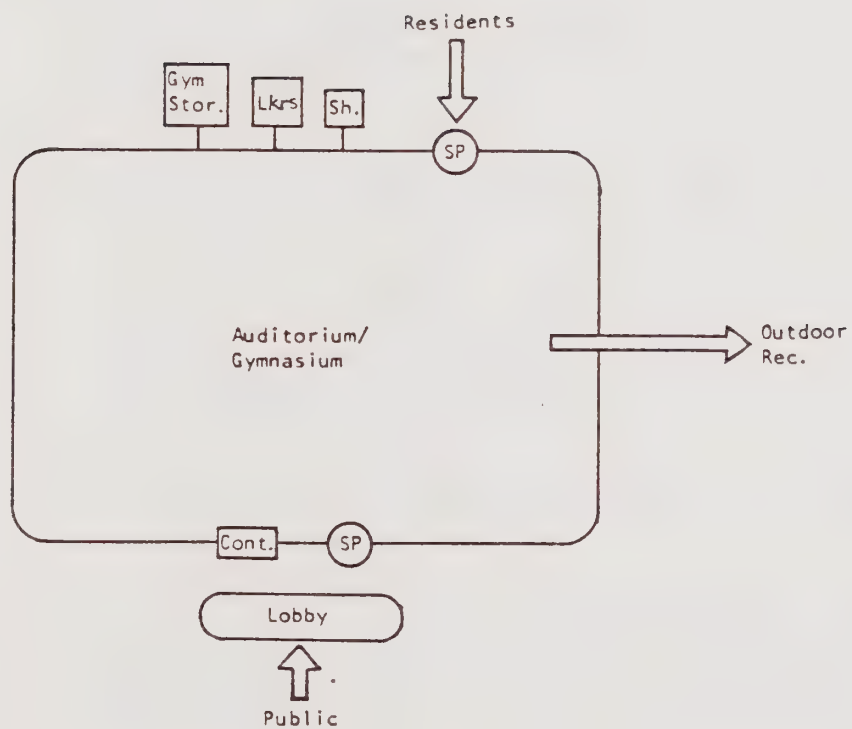 Residents
Gym
Stor.
Lkrs
Sh.
SP
Auditorium/
Gymnasium
Outdoor
Rec.
Cont.
SP
Lobby
Public